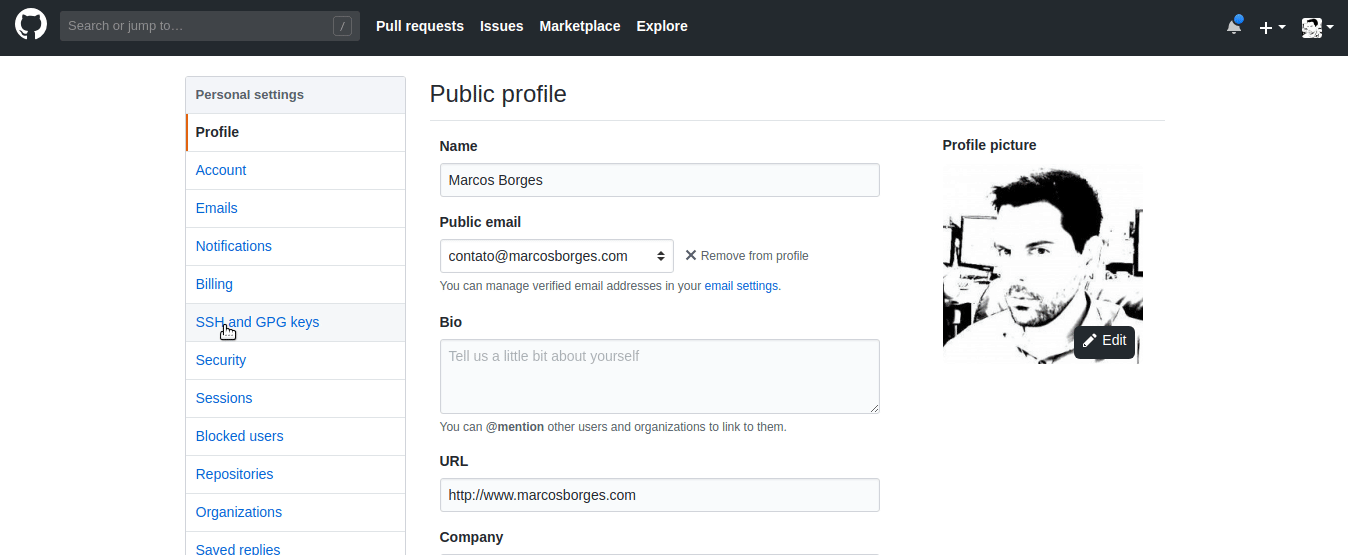 Search or jump to…
/
Pull requests
Issues
Marketplace
Explore
Personal settings
Profile
Account
Emails
Notifications
Billing
SSH and GPG keys
Security
Sessions
Blocked users
Repositories
Organizations
Saved replies
Public profile
Name
Marcos Borges
Public email
contato@marcosborges.com
Remove from profile
You can manage verified email addresses in your email settings.
Bio
Tell us a little bit about yourself
You can @mention other users and organizations to link to them.
URL
http://www.marcosborges.com
Company
Profile picture
Edit